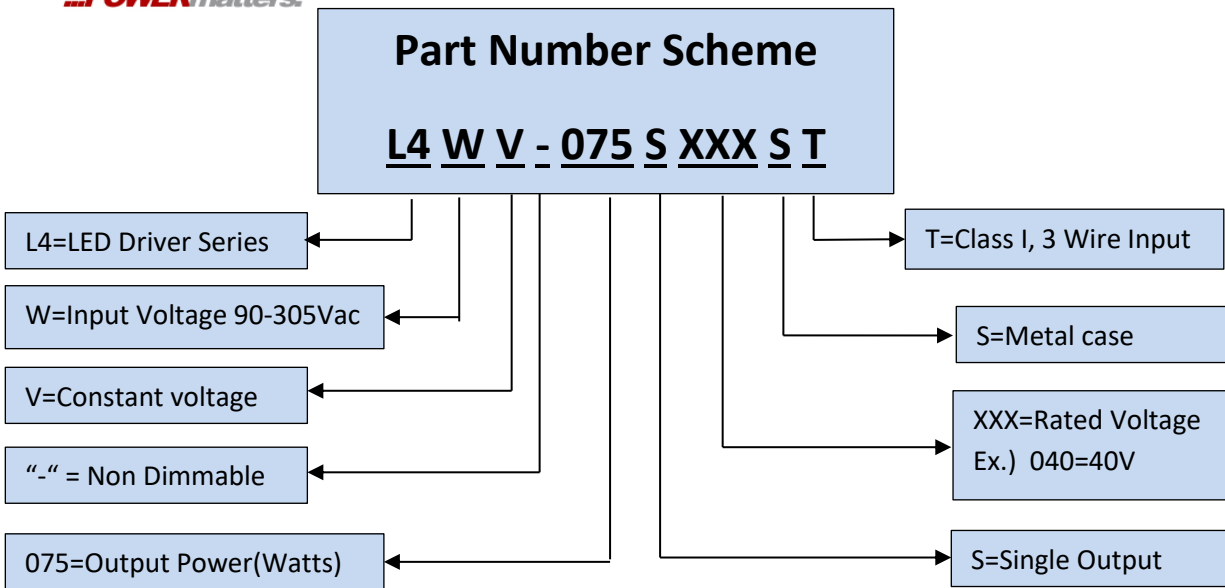 ...POWERmatters.
Part Number Scheme
L4 W V - 075 S XXX S T
L4=LED Driver Series
T=Class I, 3 Wire Input
W=Input Voltage 90-305Vac
S=Metal case
V=Constant voltage
XXX=Rated Voltage
Ex.) 040=40V
“-“ = Non Dimmable
075=Output Power(Watts)
S=Single Output